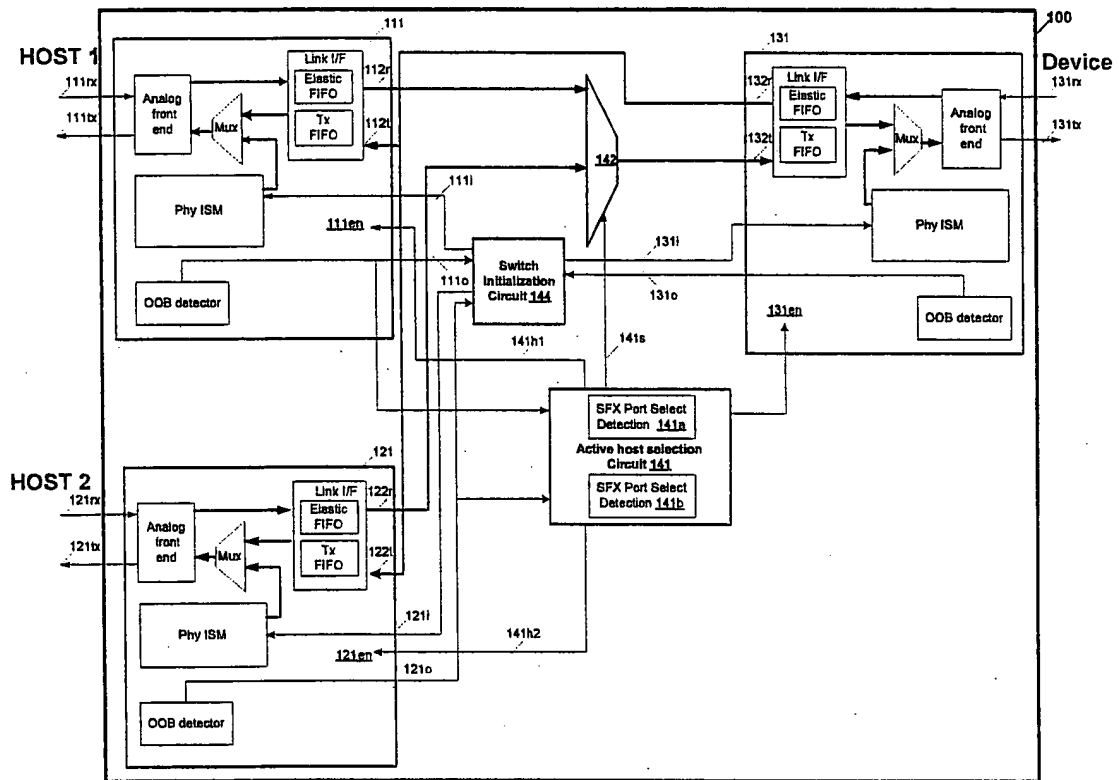 100
HOST 1
111rx
111tx
111
Link I/F
Elastic
FIFO
Tx
FIFO
112r
112t
Analog
front
end
Mux
Phy ISM
OOB detector
111i
111en
111o
142
131
Device
132r
132t
Link I/F
Elastic
FIFO
Tx
FIFO
Mux
Analog
front
end
131rx
131tx
Phy ISM
OOB detector
Switch
Initialization
Circuit 144
131i
131o
131en
141h1
141s
SFX Port Select
Detection 141a
Active host selection
Circuit 141
SFX Port Select
Detection 141b
HOST 2
121rx
121tx
121
Link I/F
Elastic
FIFO
Tx
FIFO
122r
122t
Analog
front
end
Mux
Phy ISM
OOB detector
121i
121en
121o
141h2